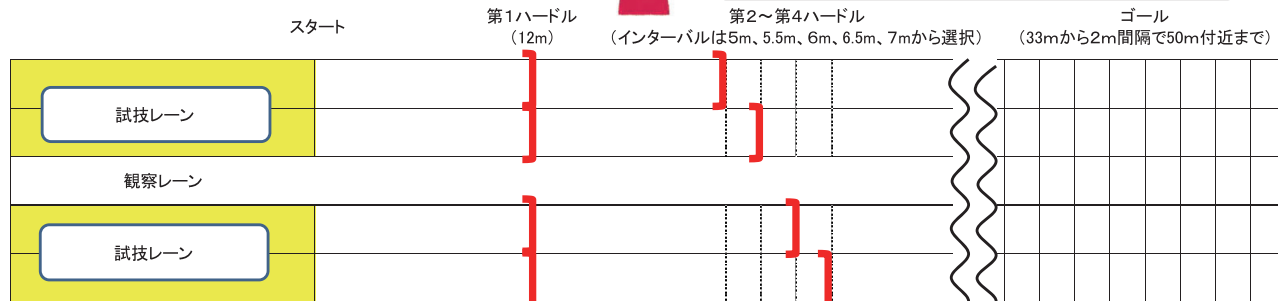 スタート
第1ハードル
（12m）
第2～第4ハードル
（インターバルは5m、5.5m、6m、6.5m、7mから選択）
ゴール
（33mから2m間隔で50m付近まで）
試技レーン
観察レーン
試技レーン